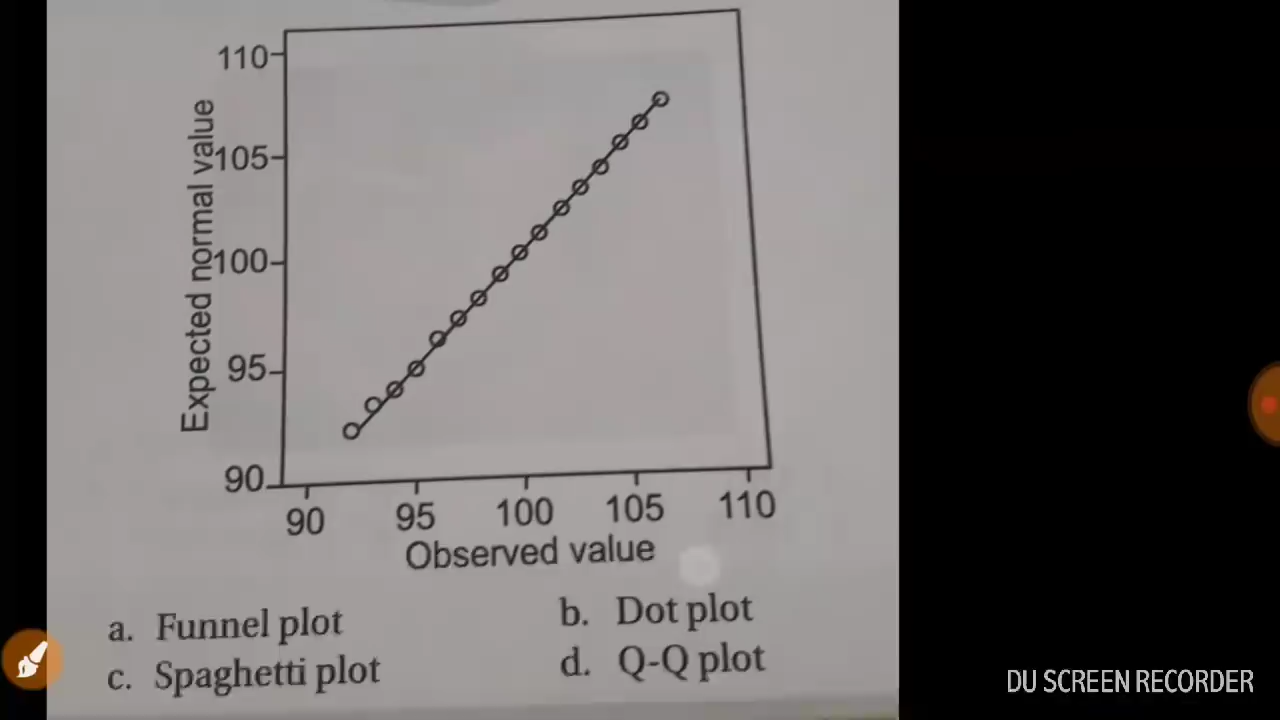 110
105
100
95
90
Expected normal value
90 95 100 105 110
Observed value
a. Funnel plot
b. Dot plot
c. Spaghetti plot
d. Q-Q plot
DU SCREEN RECORDER